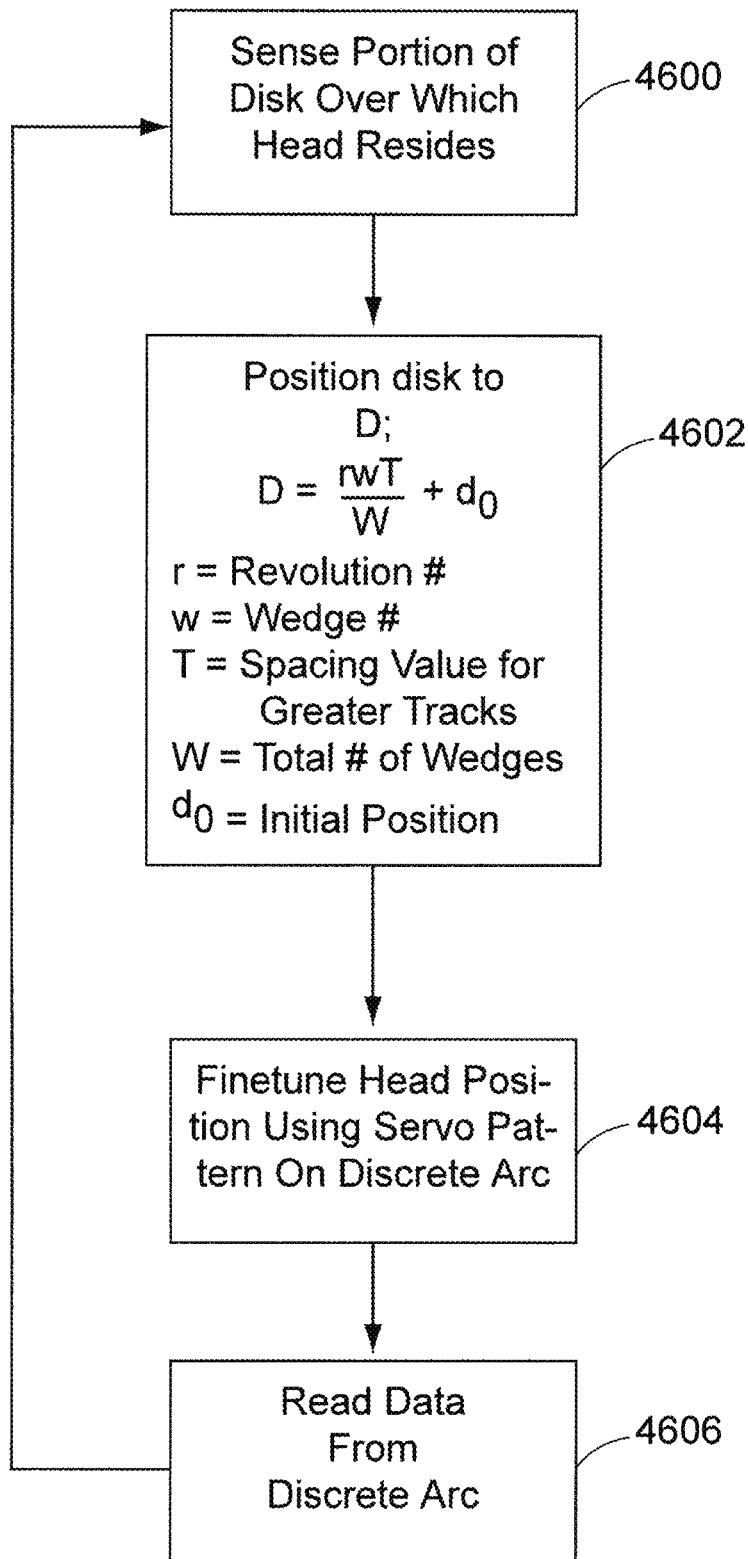 Sense Portion of
Disk Over Which
Head Resides
4600
Position disk to
D;
D = rwT/W + d₀
r = Revolution #
w = Wedge #
T = Spacing Value for
Greater Tracks
W = Total # of Wedges
d₀ = Initial Position
4602
Finetune Head Posi-
tion Using Servo Pat-
tern On Discrete Arc
4604
Read Data
From
Discrete Arc
4606